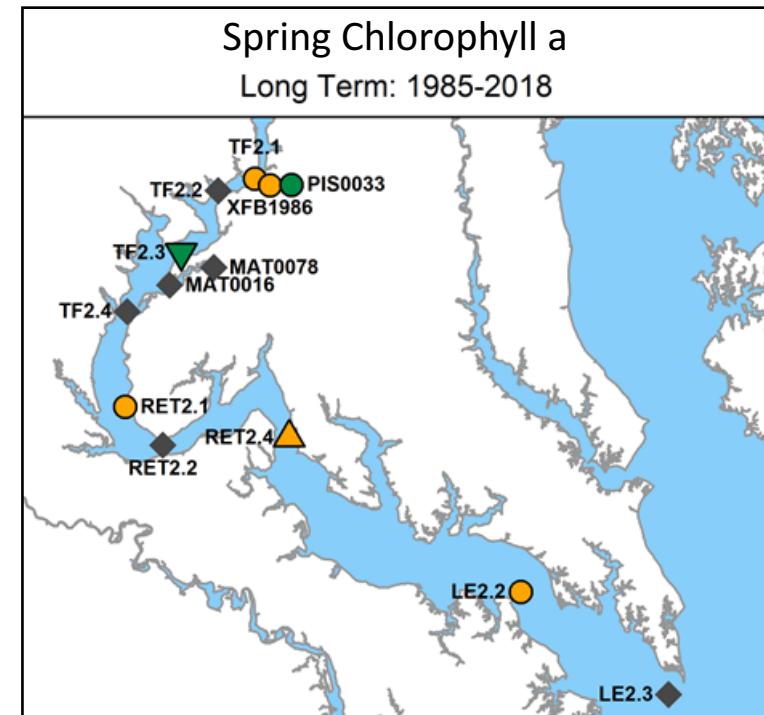 Spring Chlorophyll a
Long Term: 1985-2018
TF2.1
TF2.2
PIS0033
XFB1986
TF2.3
MAT0078
MAT0016
TF2.4
RET2.1
RET2.4
RET2.2
LE2.2
LE2.3